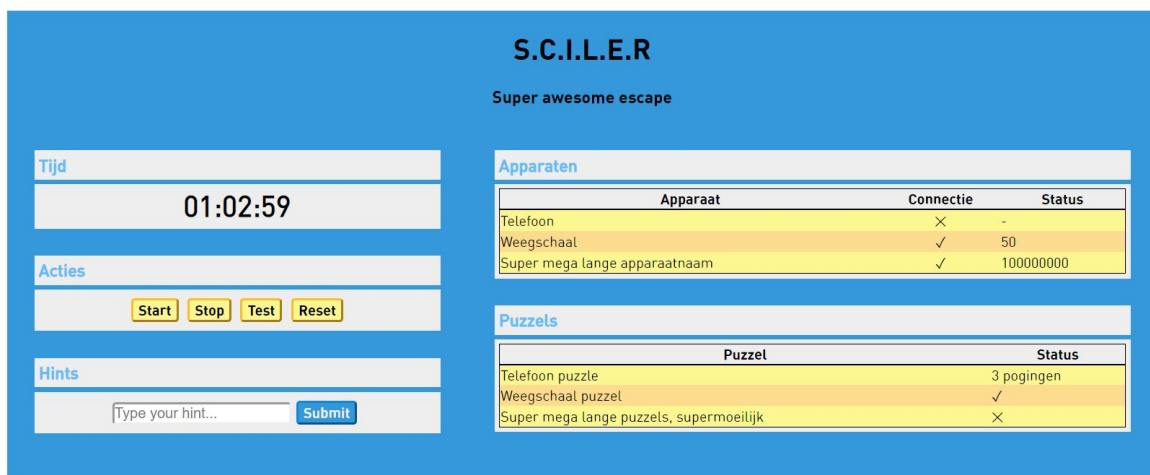 S.C.I.L.E.R
Super awesome escape
Tijd
01:02:59
Acties
Start Stop Test Reset
Hints
Type your hint... Submit
Apparaten
Apparaat Connectie Status
Telefoon ✕ -
Weegschaal ✓ 50
Super mega lange apparaatnaam ✓ 100000000
Puzzels
Puzzel Status
Telefoon puzzle 3 pogingen
Weegschaal puzzel ✓
Super mega lange puzzels, supermoeilijk ✕